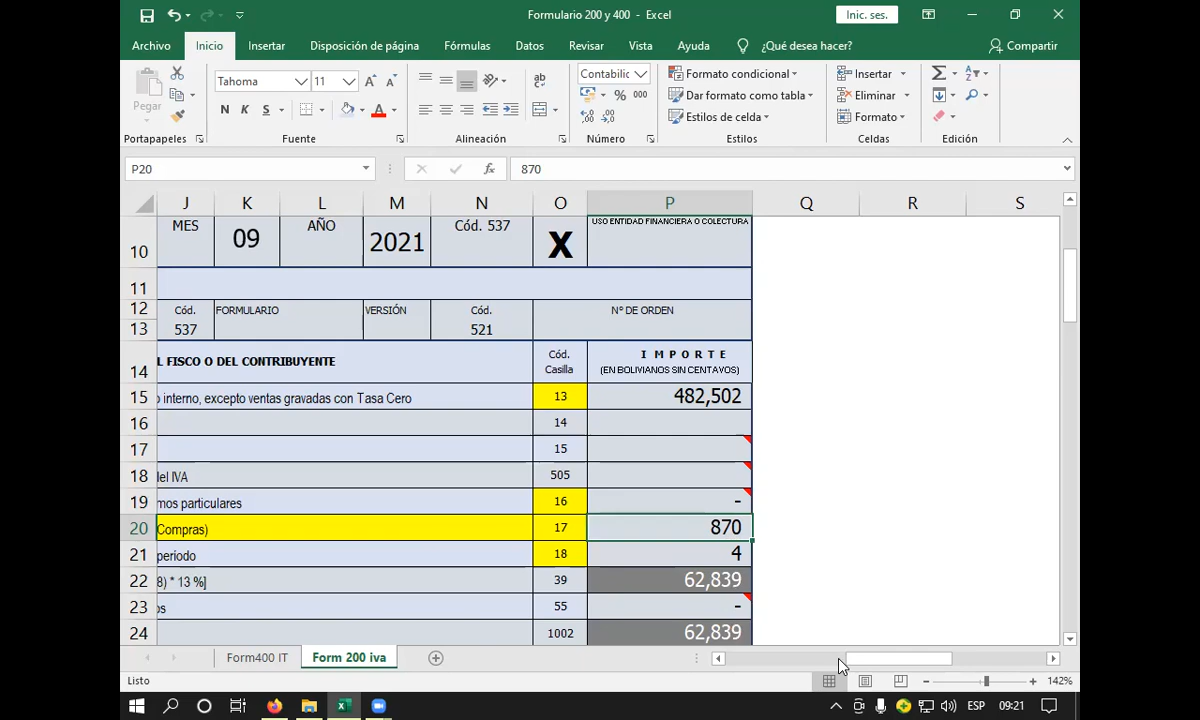 Formulario 200 y 400 - Excel
Inic. ses.
Archivo Inicio Insertar Disposición de página Fórmulas Datos Revisar Vista Ayuda ¿Qué desea hacer? Compartir
Pegar
Tahoma 11
N K S
Contabilic
% 000
Formato condicional
Dar formato como tabla
Estilos de celda
Insertar
Eliminar
Formato
Portapapeles Fuente Alineación Número Estilos Celdas Edición
P20 fx 870
J K L M N O P Q R S
10 MES 09 AÑO 2021 Cód. 537 X USO ENTIDAD FINANCIERA O COLECTURA
11
12 Cód. FORMULARIO VERSIÓN Cód. N° DE ORDEN
13 537 521
14 L FISCO O DEL CONTRIBUYENTE Cód. Casilla I M P O R T E
(EN BOLIVIANOS SIN CENTAVOS)
15 o interno, excepto ventas gravadas con Tasa Cero 13 482,502
16 14
17 15
18 del IVA 505
19 mos particulares 16 -
20 Compras) 17 870
21 periodo 18 4
22 8) * 13 %] 39 62,839
23 os 55 -
24 1002 62,839
Form400 IT Form 200 iva
Listo 142%
ESP 09:21